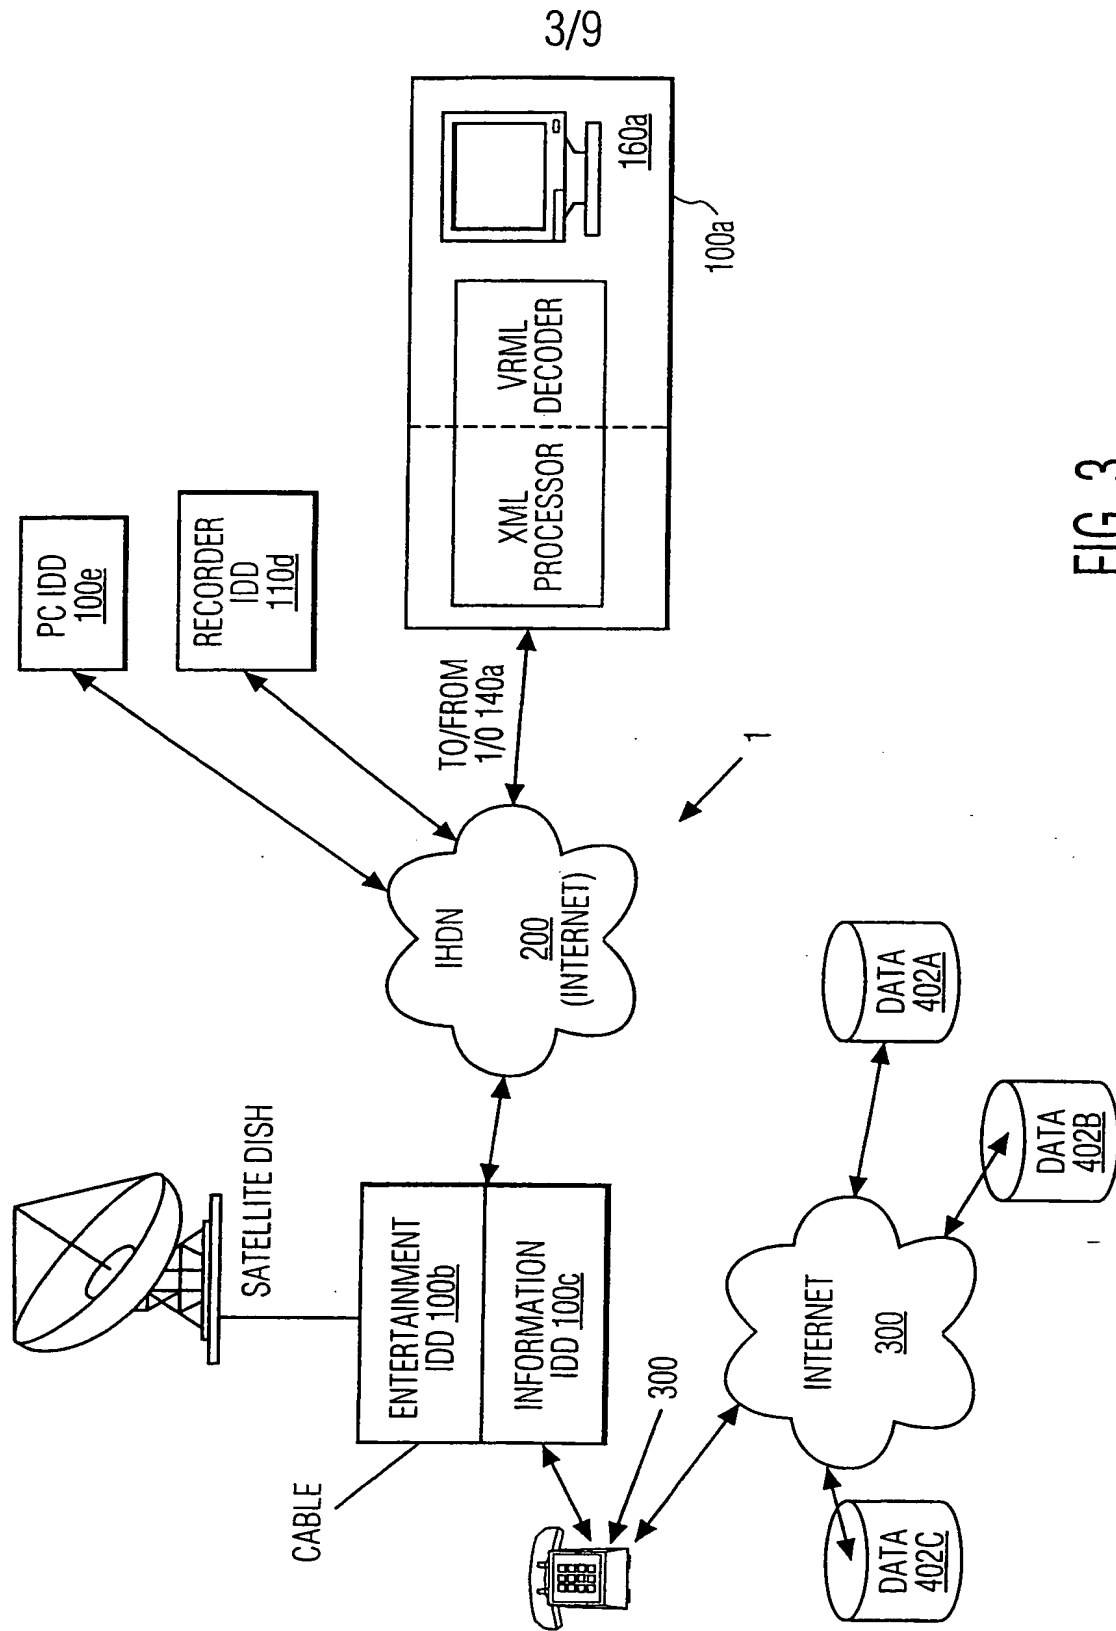 3/9
PC IDD
100e
RECORDER
IDD
110d
SATELLITE DISH
CABLE
ENTERTAINMENT
IDD 100b
INFORMATION
IDD 100c
IHDN
200
(INTERNET)
TO/FROM
1/0 140a
XML
PROCESSOR
VRML
DECODER
160a
100a
1
300
INTERNET
300
DATA
402A
DATA
402B
DATA
402C
FIG. 3